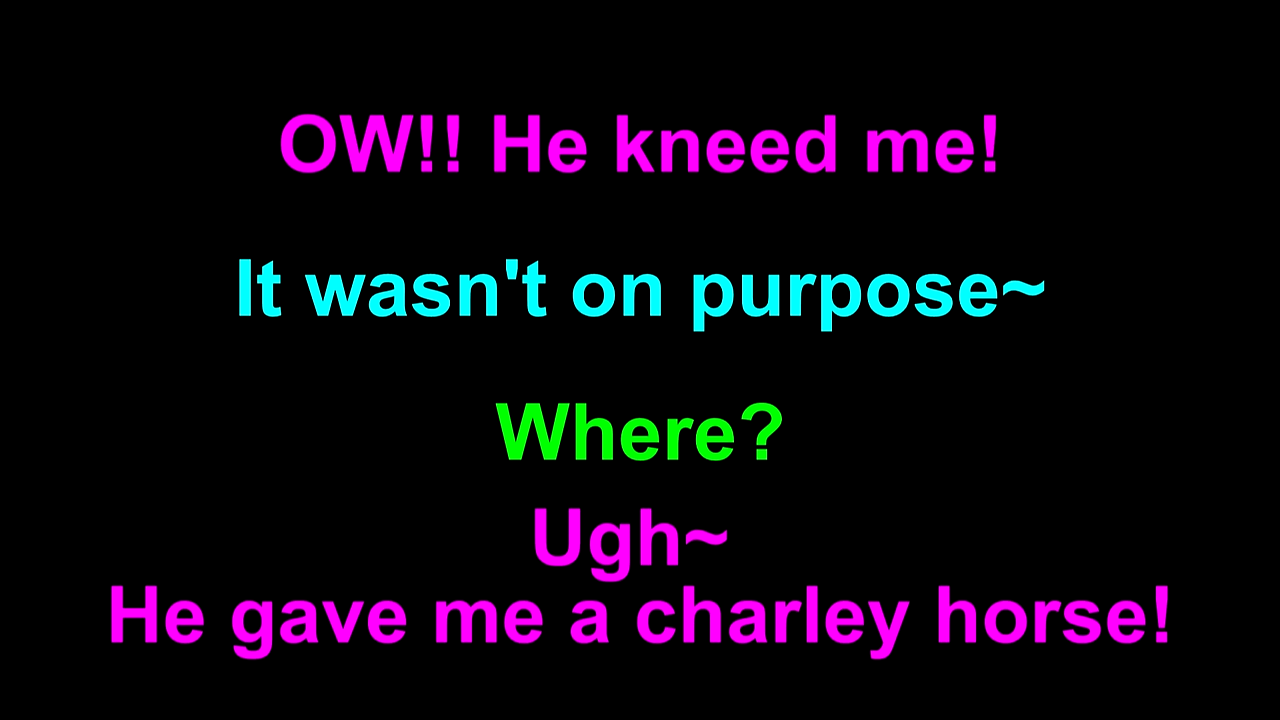 OW!! He kneed me!
It wasn't on purpose~
Where?
Ugh~
He gave me a charley horse!